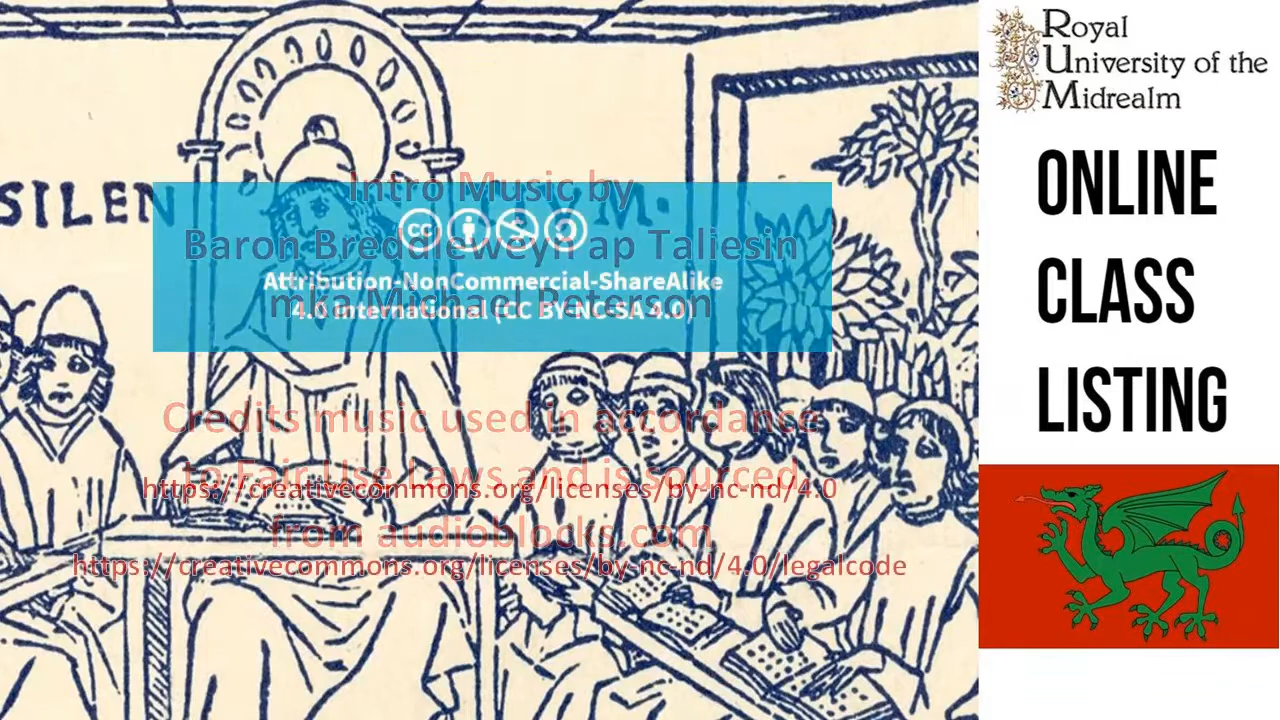 Royal
University of the
Midrealm
ONLINE
CLASS
LISTING
SILEN
VM.
Intro Music by
Baron Breddleweyn ap Taliesin
mka Michael Peterson
Attribution-NonCommercial-ShareAlike
4.0 International (CC BY-NC-SA 4.0)
Credits music used in accordance
to Fair Use Laws and is sourced
from audioblocks.com
https://creativecommons.org/licenses/by-nc-nd/4.0
https://creativecommons.org/licenses/by-nc-nd/4.0/legalcode